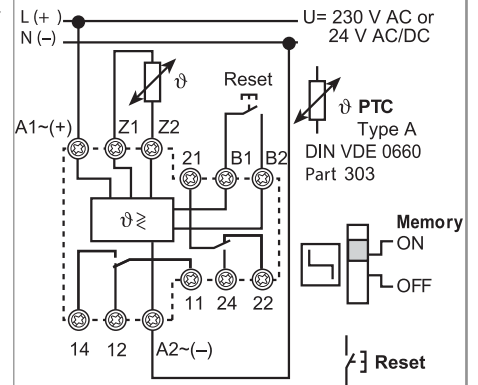 L (+)
U= 230 V AC or
N (–)
24 V AC/DC
ϑ
Reset
ϑ PTC
Type A
DIN VDE 0660
Part 303
A1~(+)
Z1
Z2
21
B1
B2
ϑ ≷
Memory
ON
OFF
11
24
22
14
12
A2~(–)
Reset